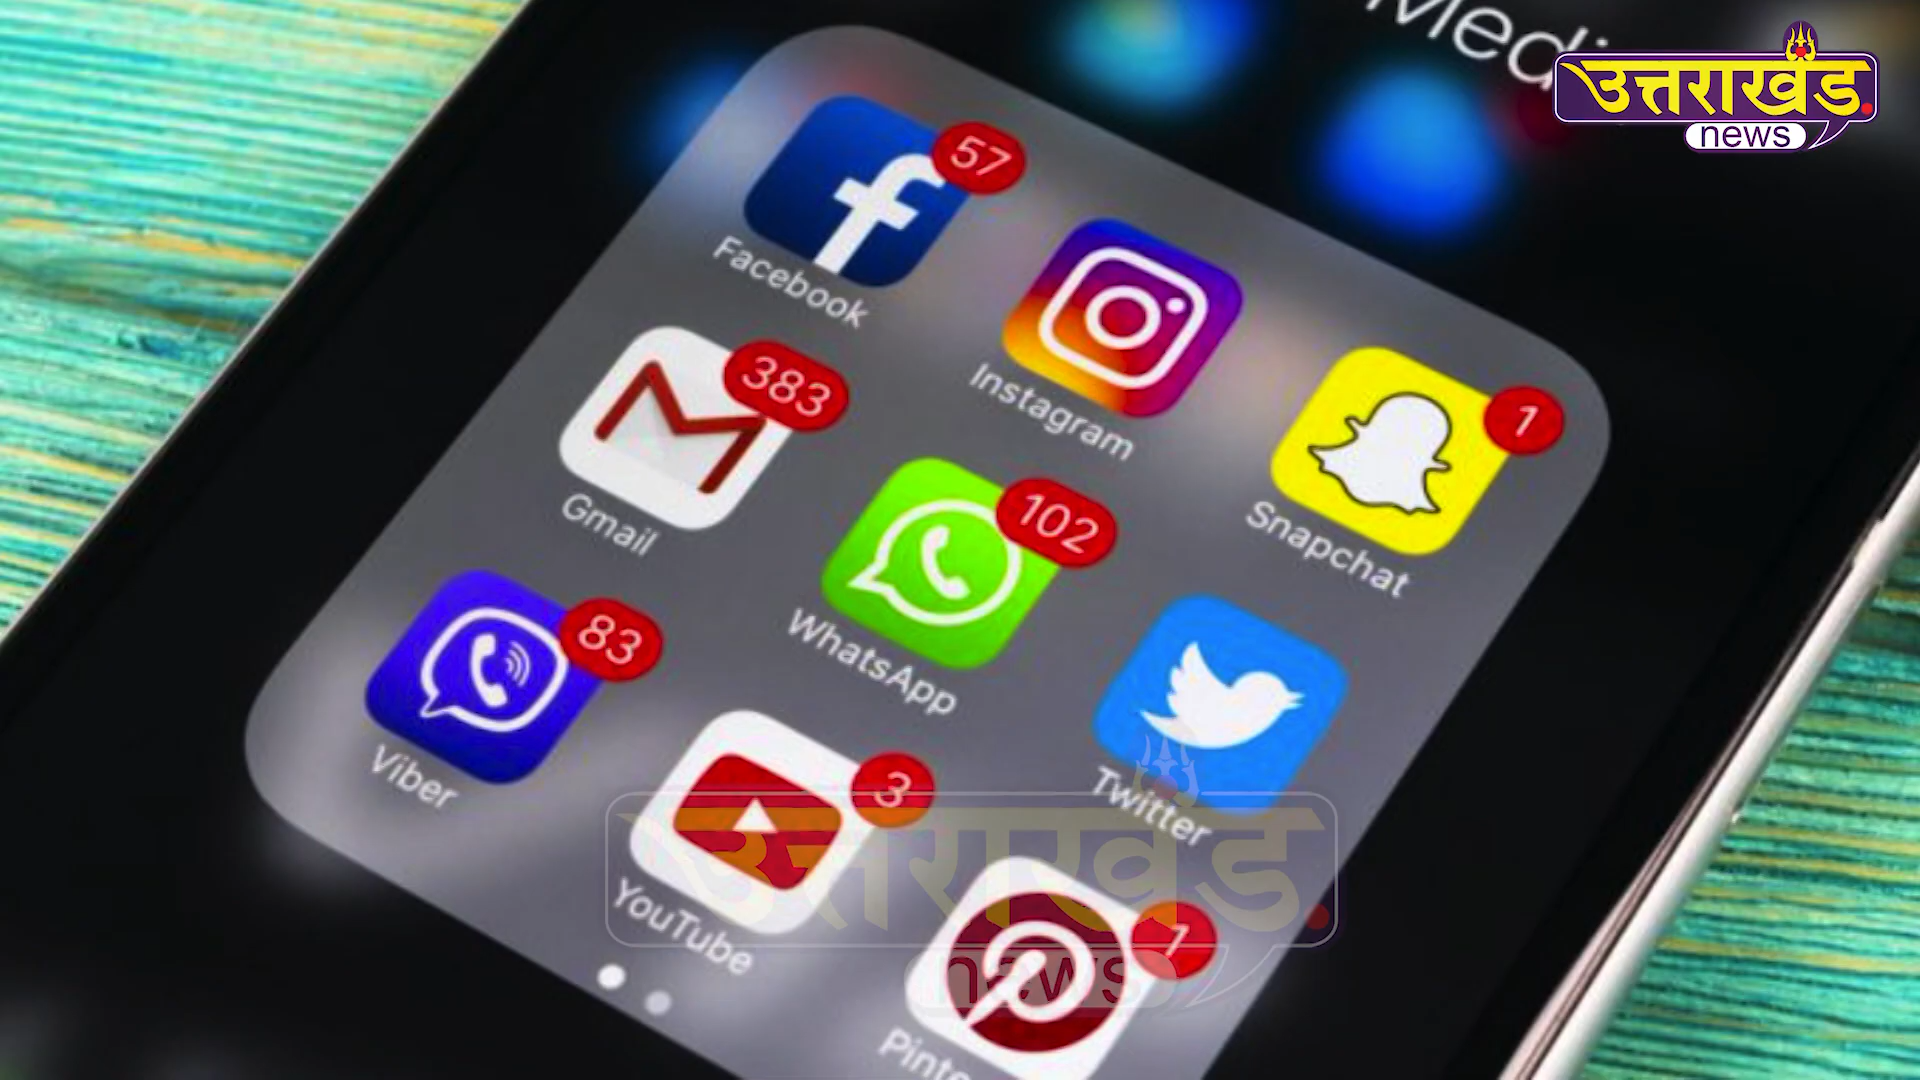 उत्तराखंड
news
57
Facebook
Instagram
1
Snapchat
383
Gmail
102
WhatsApp
Twitter
83
Viber
3
YouTube
1
उत्तराखंड
news